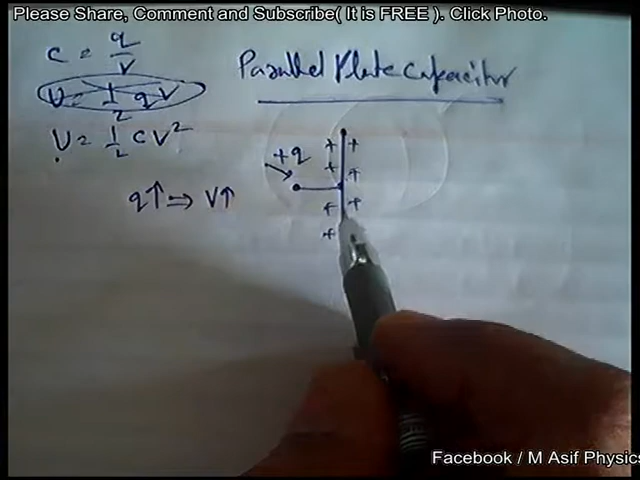 Please Share, Comment and Subscribe( It is FREE ). Click Photo.
C = q/V
Parallel Plate Capacitor
U = 1/2 qV
U = 1/2 CV²
+q
+ +
+ +
q↑ ⇒ V↑
+ +
+
Facebook / M Asif Physics